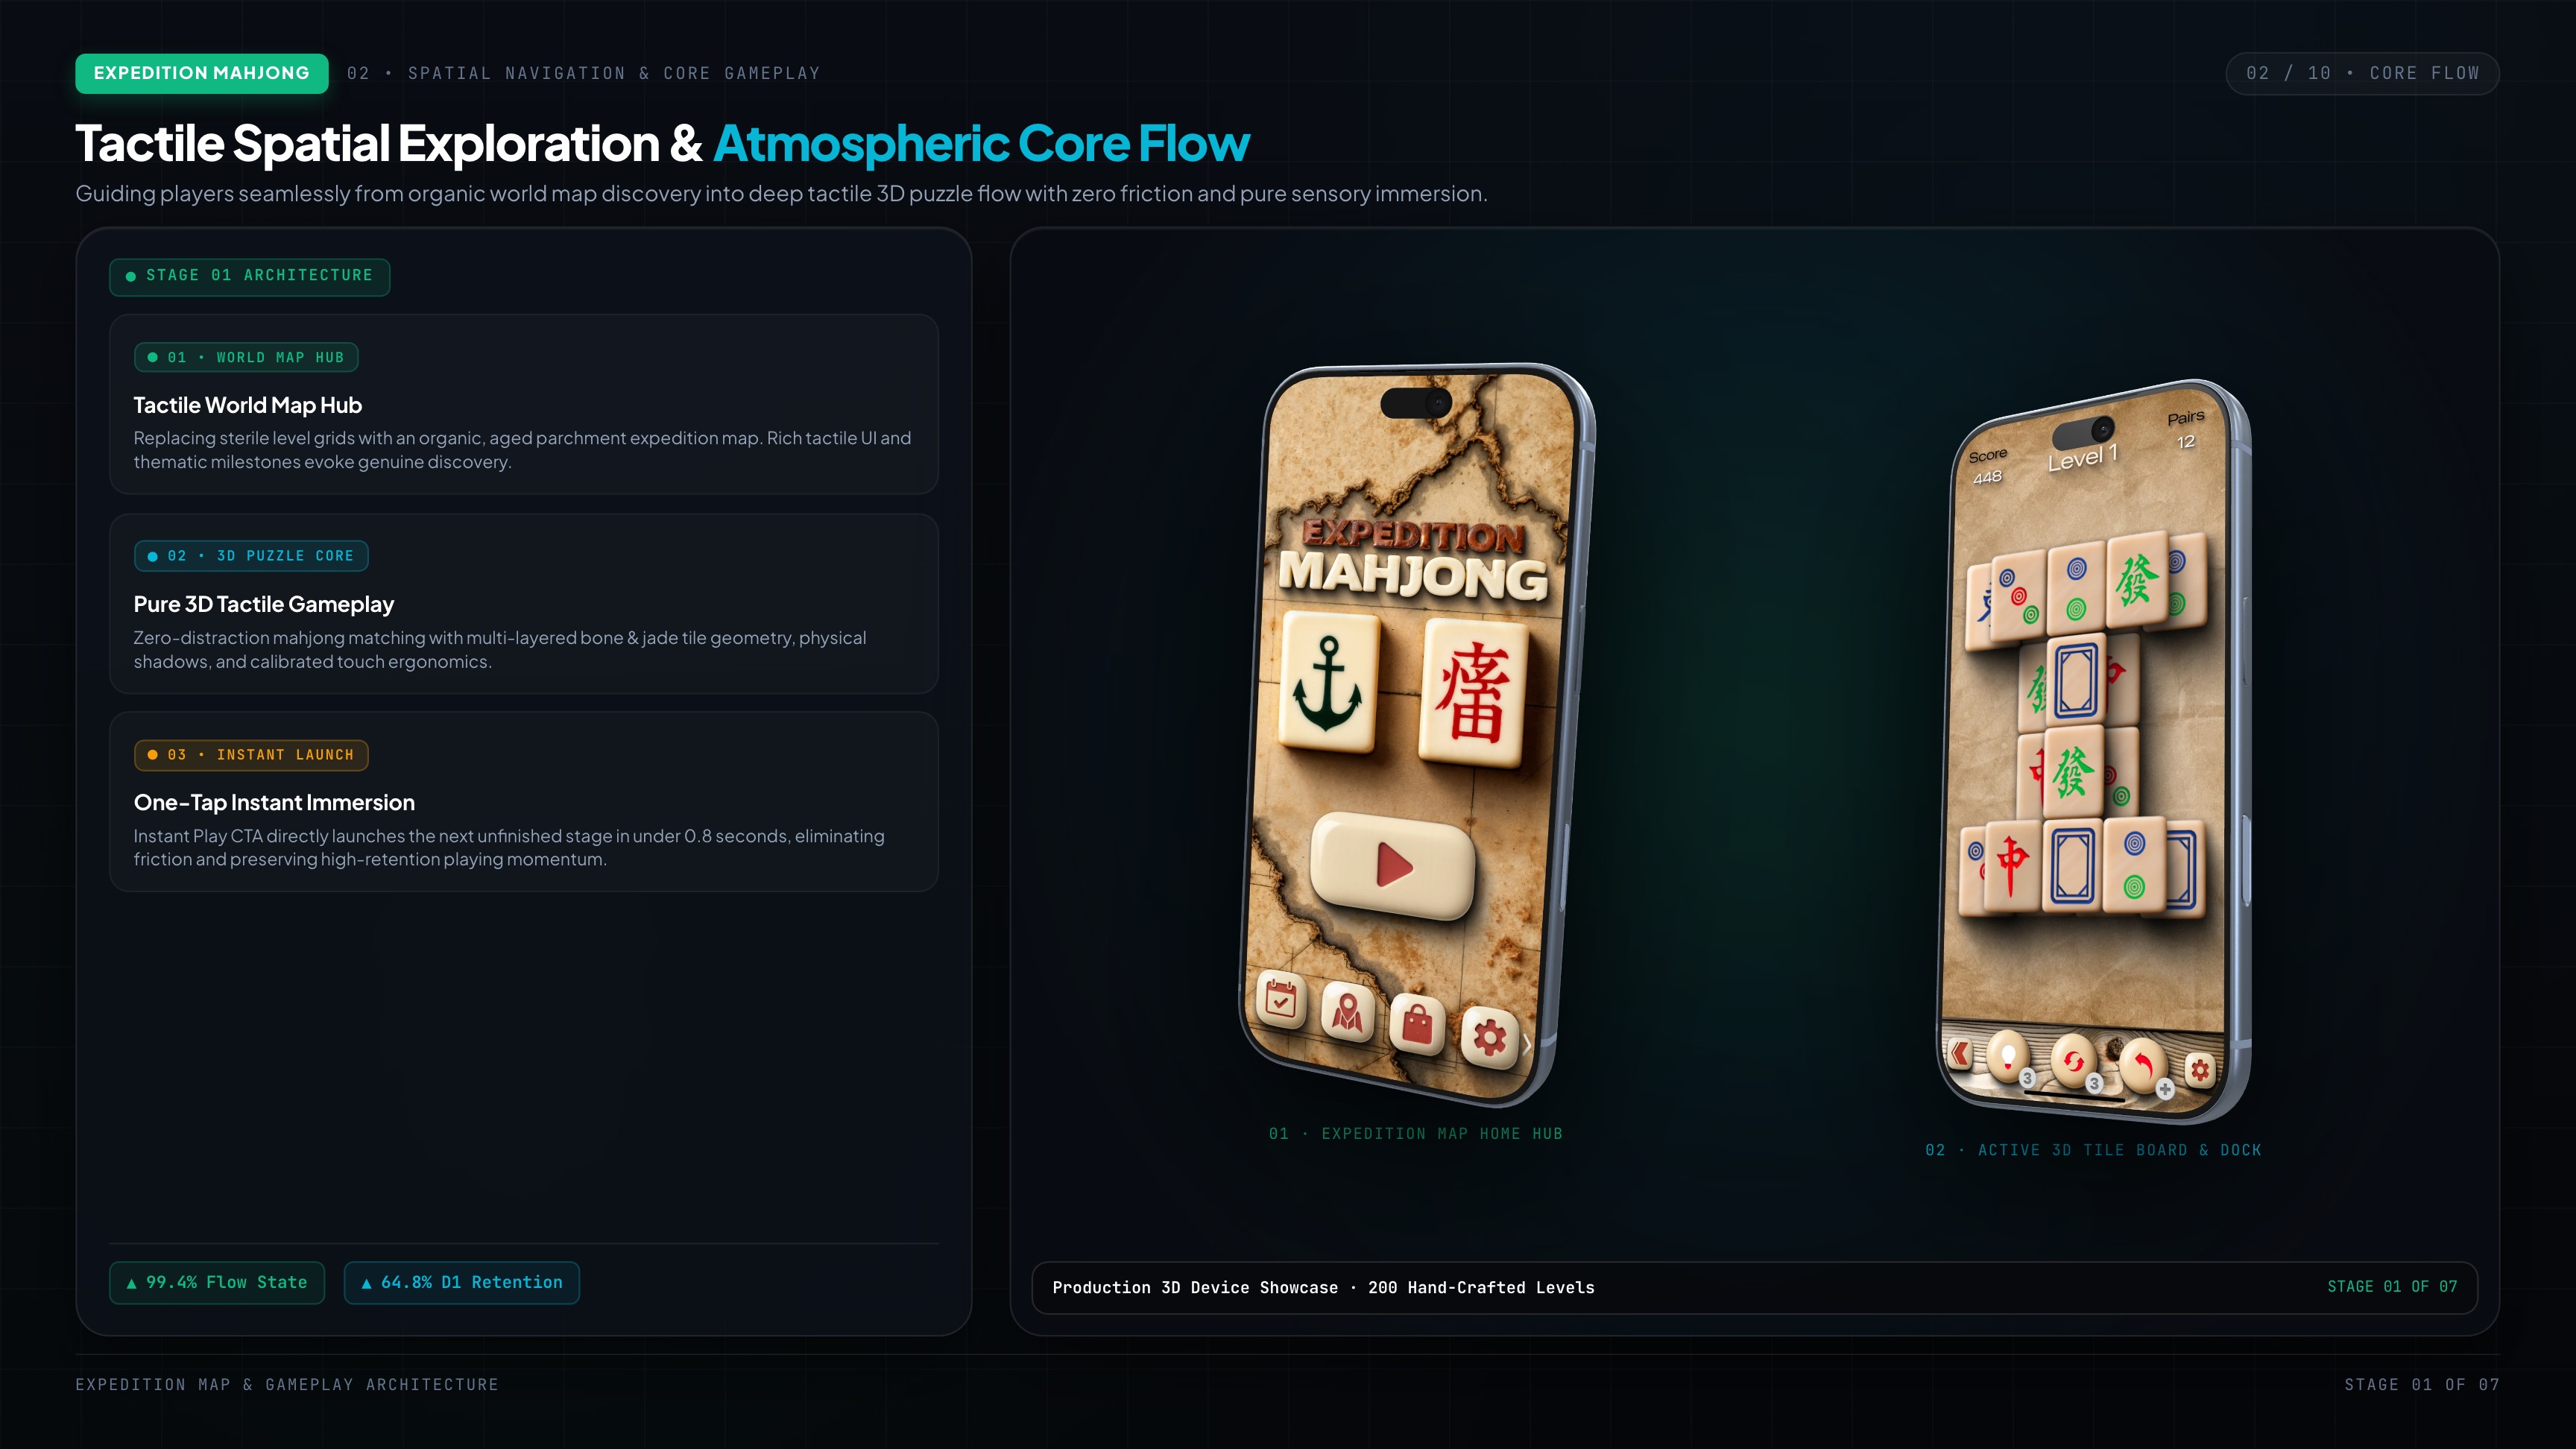 EXPEDITION MAHJONG
02 • SPATIAL NAVIGATION & CORE GAMEPLAY
02 / 10 • CORE FLOW
Tactile Spatial Exploration & Atmospheric Core Flow
Guiding players seamlessly from organic world map discovery into deep tactile 3D puzzle flow with zero friction and pure sensory immersion.
STAGE 01 ARCHITECTURE
01 · WORLD MAP HUB
Tactile World Map Hub
Replacing sterile level grids with an organic, aged parchment expedition map. Rich tactile UI and
thematic milestones evoke genuine discovery.
02 · 3D PUZZLE CORE
Pure 3D Tactile Gameplay
Zero-distraction mahjong matching with multi-layered bone & jade tile geometry, physical
shadows, and calibrated touch ergonomics.
03 · INSTANT LAUNCH
One-Tap Instant Immersion
Instant Play CTA directly launches the next unfinished stage in under 0.8 seconds, eliminating
friction and preserving high-retention playing momentum.
▲ 99.4% Flow State
▲ 64.8% D1 Retention
EXPEDITION
MAHJONG
01 · EXPEDITION MAP HOME HUB
Score
448
Level 1
Pairs
12
發
發
中
3
3
+
02 · ACTIVE 3D TILE BOARD & DOCK
Production 3D Device Showcase · 200 Hand-Crafted Levels
STAGE 01 OF 07
EXPEDITION MAP & GAMEPLAY ARCHITECTURE
STAGE 01 OF 07